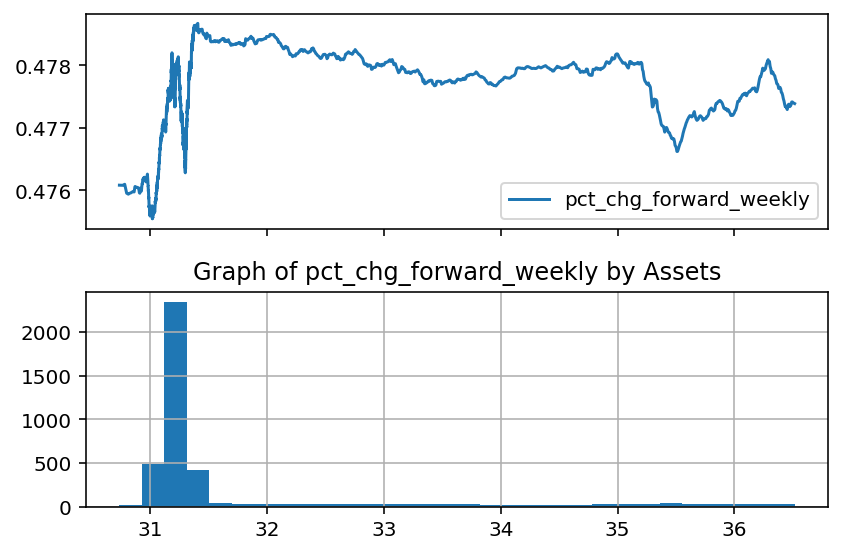 0.478
0.477
0.476
pct_chg_forward_weekly
Graph of pct_chg_forward_weekly by Assets
2000
1500
1000
500
0
31 32 33 34 35 36